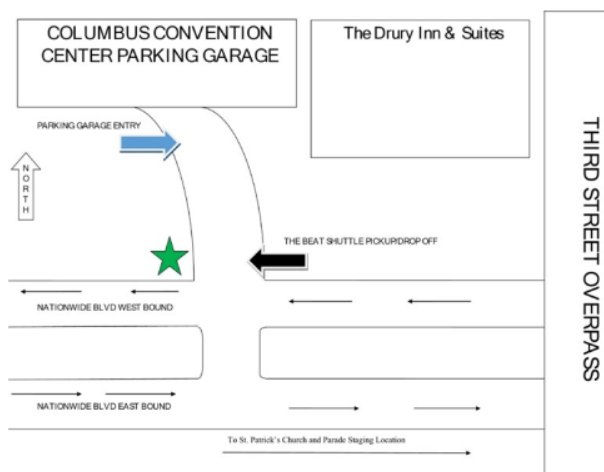 COLUMBUS CONVENTION
CENTER PARKING GARAGE
The Drury Inn & Suites
PARKING GARAGE ENTRY
NORTH
THIRD STREET OVERPASS
THE BEAT SHUTTLE PICKUP/DROP OFF
NATIONWIDE BLVD WEST BOUND
NATIONWIDE BLVD EAST BOUND
To St. Patrick's Church and Parade Staging Location